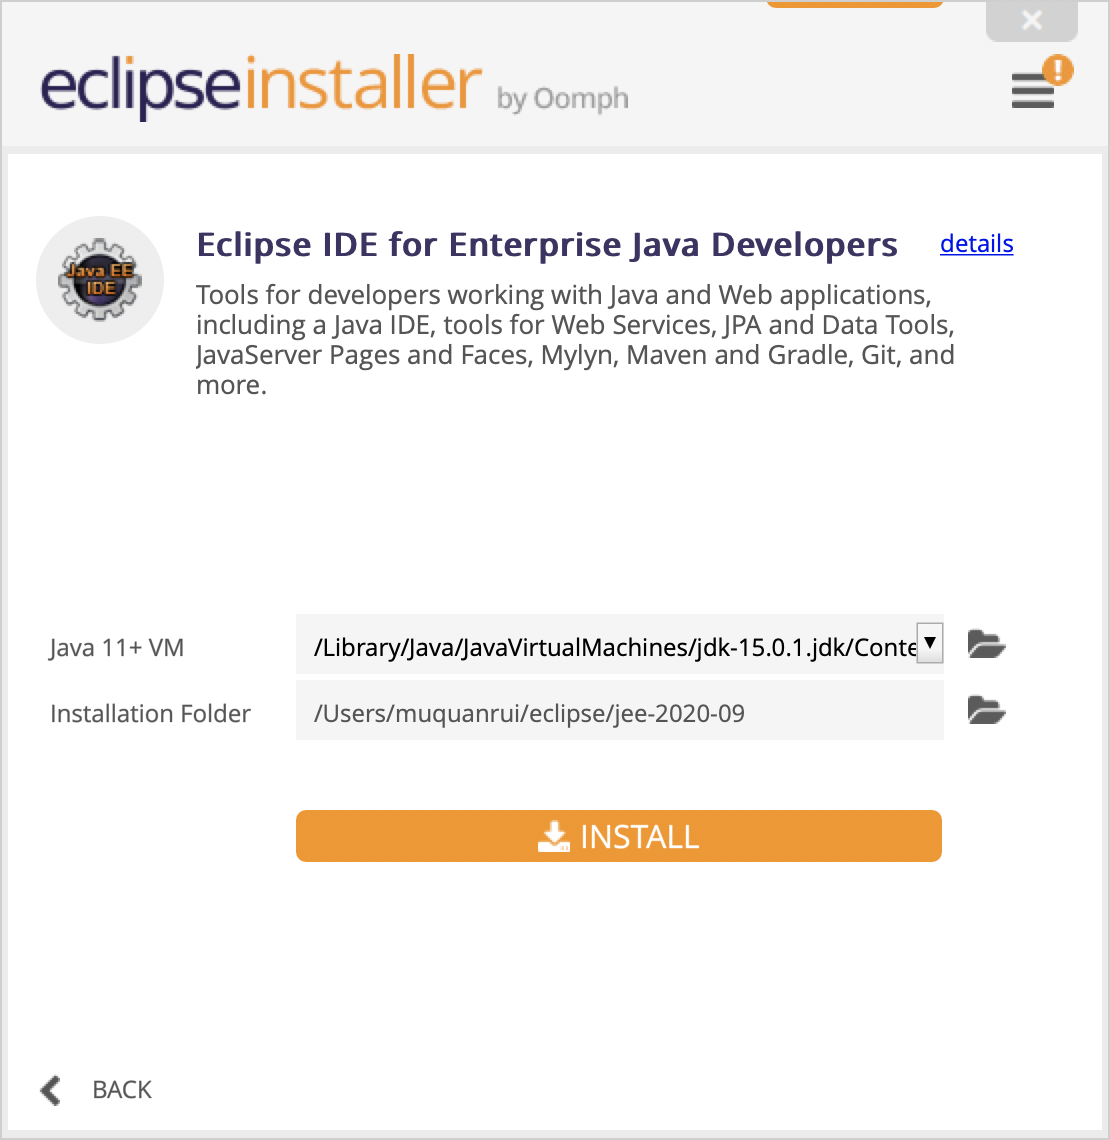 eclipseinstaller by Oomph
Java EE
IDE
Eclipse IDE for Enterprise Java Developers details
Tools for developers working with Java and Web applications,
including a Java IDE, tools for Web Services, JPA and Data Tools,
JavaServer Pages and Faces, Mylyn, Maven and Gradle, Git, and
more.
Java 11+ VM /Library/Java/JavaVirtualMachines/jdk-15.0.1.jdk/Conte
Installation Folder /Users/muquanrui/eclipse/jee-2020-09
INSTALL
BACK